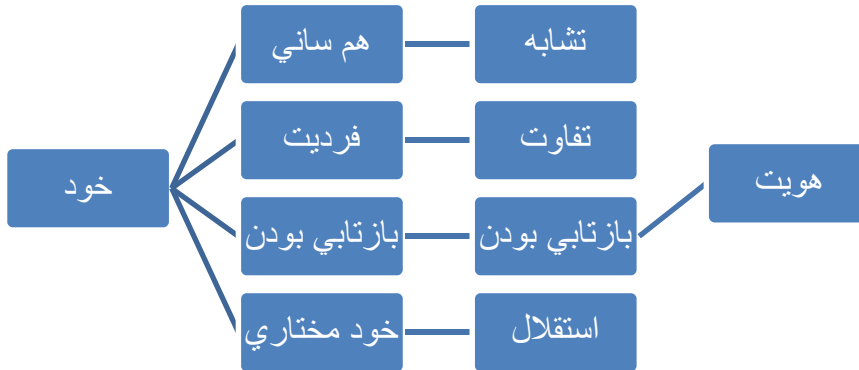 هم ساني
تشابه
فرديت
تفاوت
خود
هويت
بازتابي بودن
بازتابي بودن
خود مختاري
استقلال